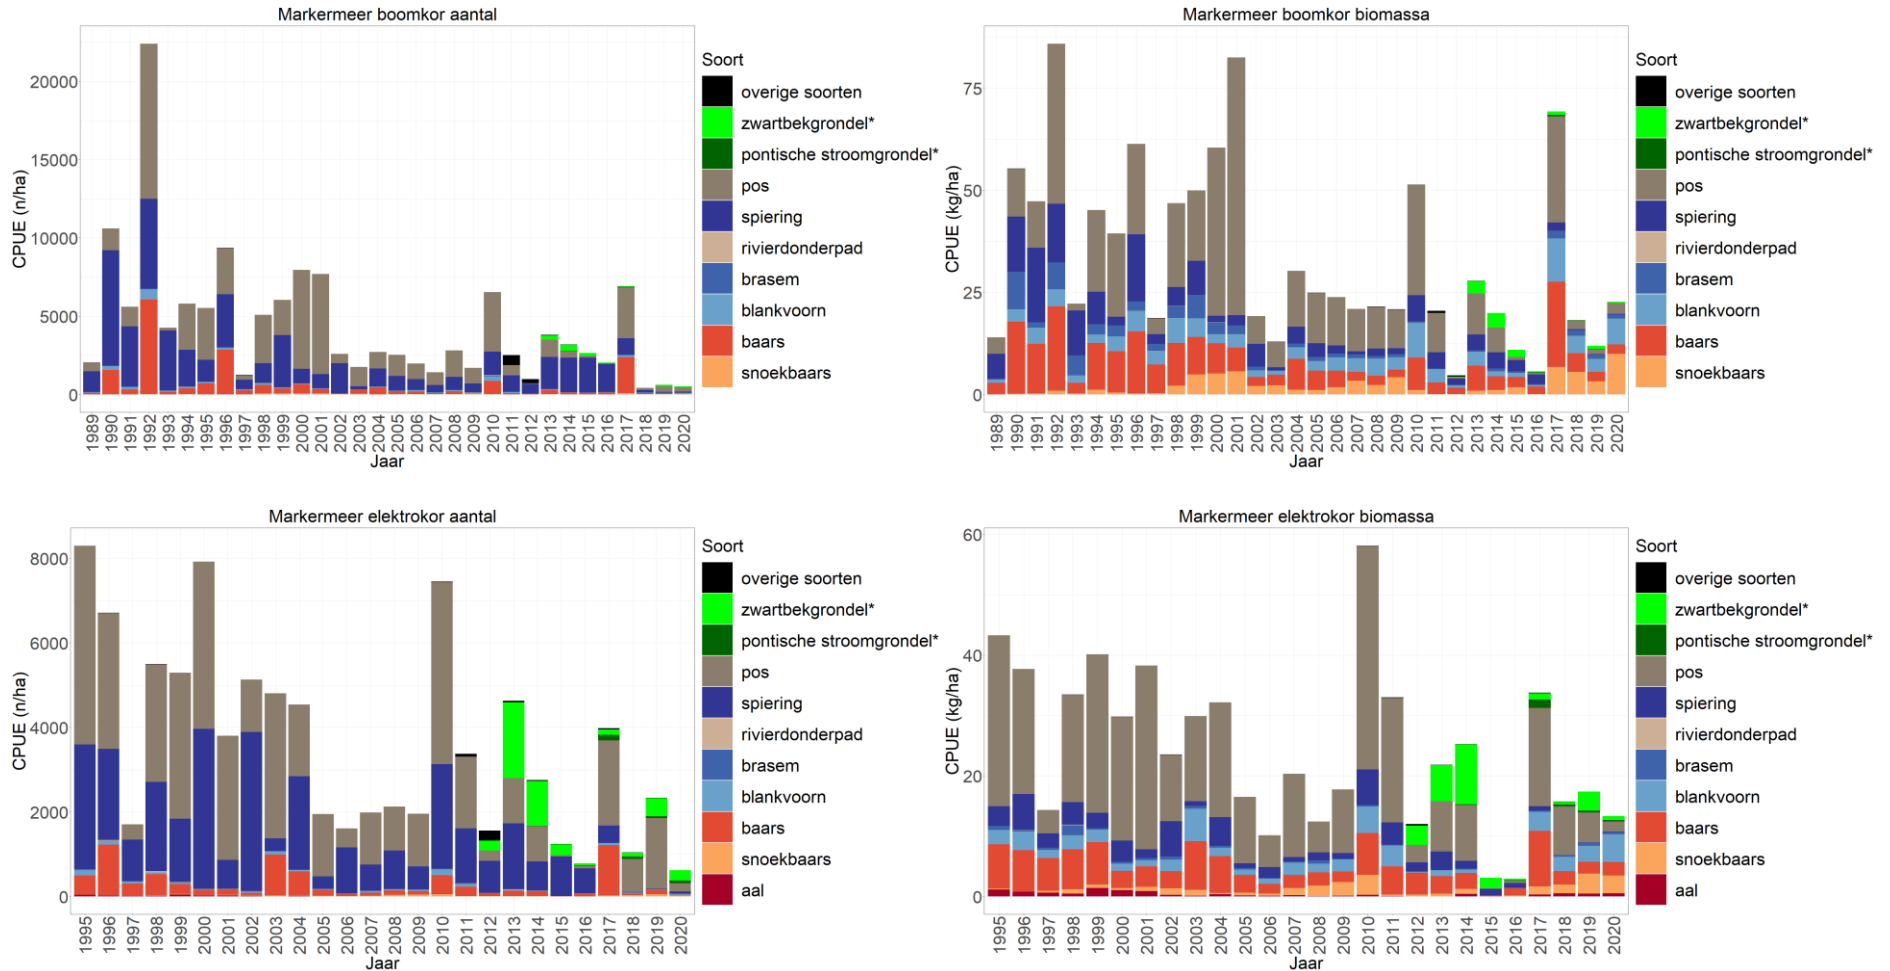 Markermeer boomkor aantal
CPUE (n/ha)
20000
15000
10000
5000
0
1989 1990 1991 1992 1993 1994 1995 1996 1997 1998 1999 2000 2001 2002 2003 2004 2005 2006 2007 2008 2009 2010 2011 2012 2013 2014 2015 2016 2017 2018 2019 2020
Jaar
Soort
overige soorten
zwartbekgrondel*
pontische stroomgrondel*
pos
spiering
rivierdonderpad
brasem
blankvoorn
baars
snoekbaars
Markermeer boomkor biomassa
CPUE (kg/ha)
75
50
25
0
1989 1990 1991 1992 1993 1994 1995 1996 1997 1998 1999 2000 2001 2002 2003 2004 2005 2006 2007 2008 2009 2010 2011 2012 2013 2014 2015 2016 2017 2018 2019 2020
Jaar
Soort
overige soorten
zwartbekgrondel*
pontische stroomgrondel*
pos
spiering
rivierdonderpad
brasem
blankvoorn
baars
snoekbaars
Markermeer elektrokor aantal
CPUE (n/ha)
8000
6000
4000
2000
0
1995 1996 1997 1998 1999 2000 2001 2002 2003 2004 2005 2006 2007 2008 2009 2010 2011 2012 2013 2014 2015 2016 2017 2018 2019 2020
Jaar
Soort
overige soorten
zwartbekgrondel*
pontische stroomgrondel*
pos
spiering
rivierdonderpad
brasem
blankvoorn
baars
snoekbaars
aal
Markermeer elektrokor biomassa
CPUE (kg/ha)
60
40
20
0
1995 1996 1997 1998 1999 2000 2001 2002 2003 2004 2005 2006 2007 2008 2009 2010 2011 2012 2013 2014 2015 2016 2017 2018 2019 2020
Jaar
Soort
overige soorten
zwartbekgrondel*
pontische stroomgrondel*
pos
spiering
rivierdonderpad
brasem
blankvoorn
baars
snoekbaars
aal